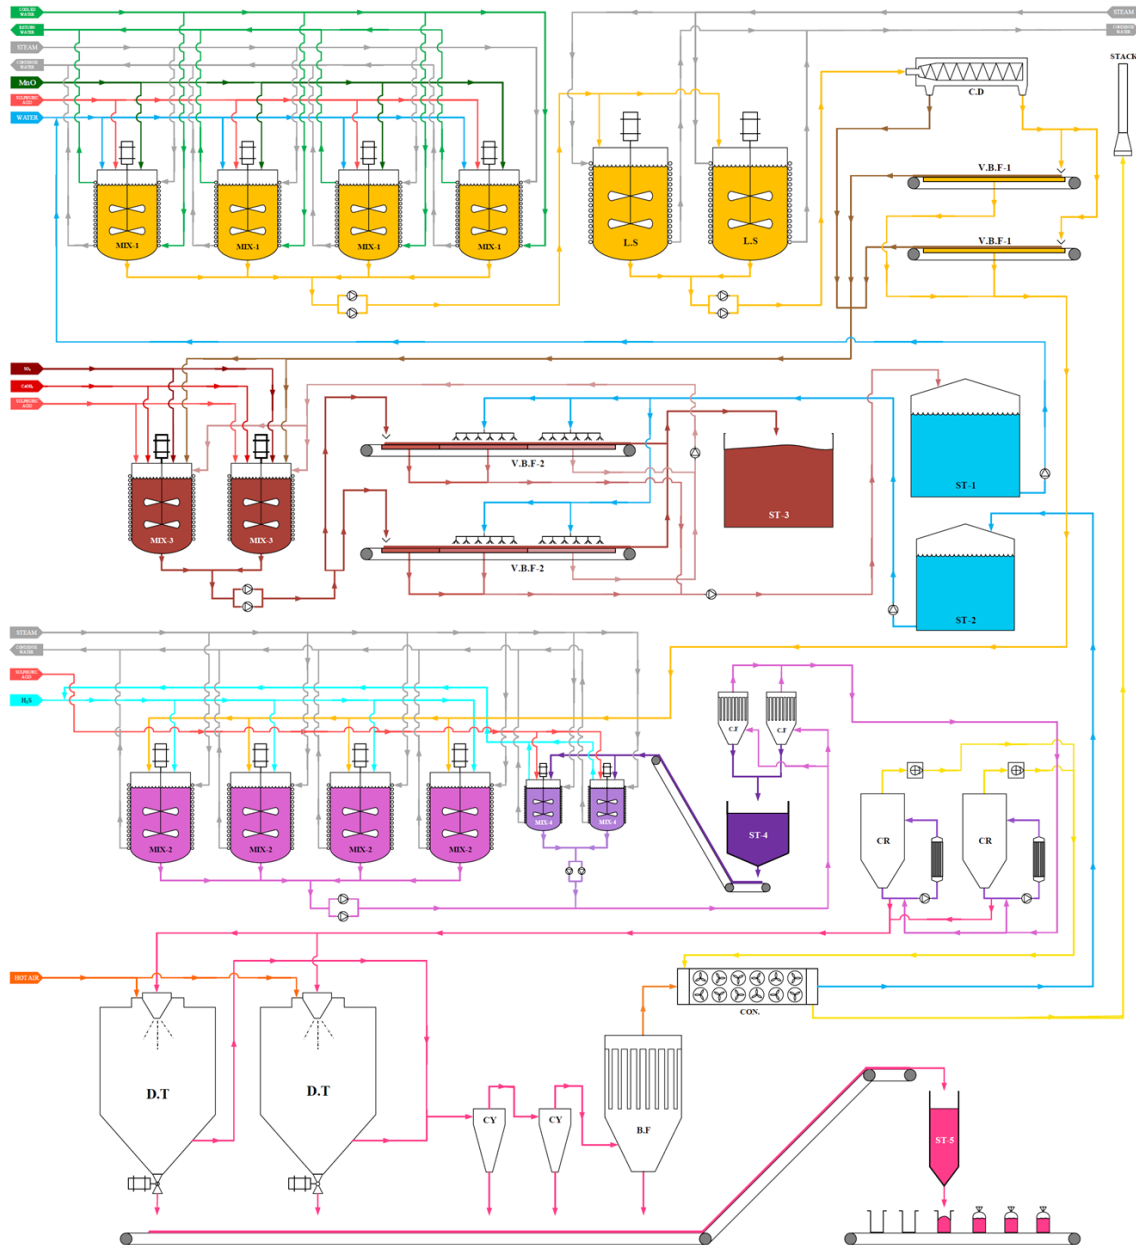 COOLED
WATER
RETURN
WATER
STEAM
CONDENSE
WATER
MnO
SULPHURIC
ACID
WATER
STEAM
CONDENSE
WATER
STACK
C.D
V.B.F-1
V.B.F-1
MIX-1
MIX-1
MIX-1
MIX-1
L.S
L.S
SULPHURIC
ACID
MIX-3
MIX-3
V.B.F-2
V.B.F-2
ST-3
ST-1
ST-2
STEAM
CONDENSE
WATER
SULPHURIC
ACID
H₂S
MIX-2
MIX-2
MIX-2
MIX-2
MIX-4
MIX-4
C.F
C.F
ST-4
CR
CR
HOT AIR
D.T
D.T
CY
CY
B.F
CON.
ST-5